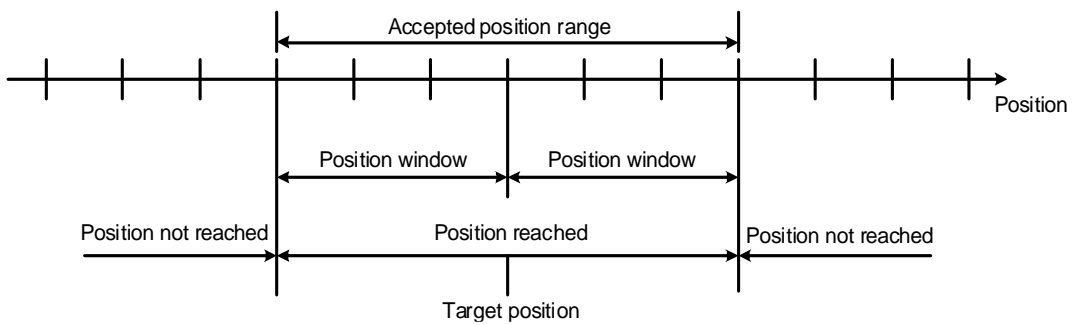 Accepted position range
Position
Position window
Position window
Position not reached
Position reached
Position not reached
Target position